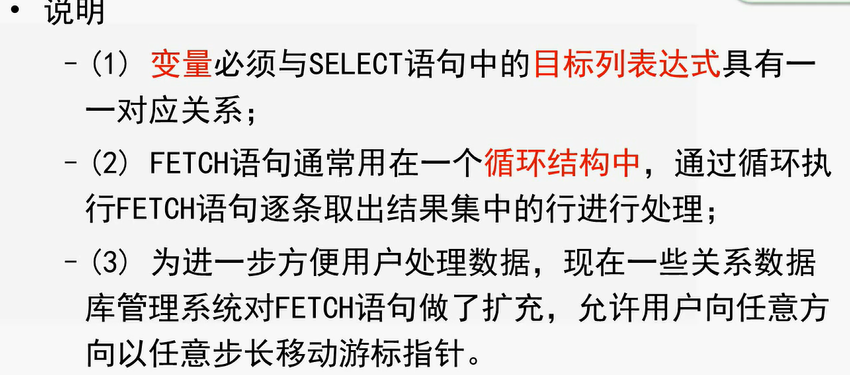 • 说明
– (1) 变量必须与SELECT语句中的目标列表达式具有一
一对应关系；
– (2) FETCH语句通常用在一个循环结构中，通过循环执
行FETCH语句逐条取出结果集中的行进行处理；
– (3) 为进一步方便用户处理数据，现在一些关系数据
库管理系统对FETCH语句做了扩充，允许用户向任意方
向以任意步长移动游标指针。